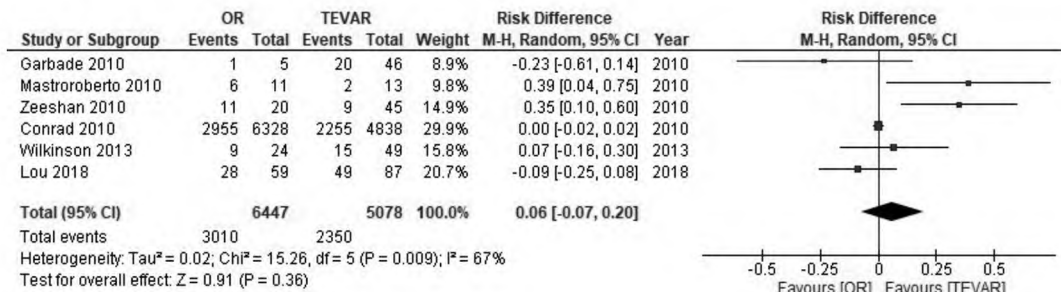 OR TEVAR Risk Difference Risk Difference
Study or Subgroup Events Total Events Total Weight M-H, Random, 95% CI Year M-H, Random, 95% CI
Garbade 2010 1 5 20 46 8.9% -0.23 [-0.61, 0.14] 2010
Mastroroberto 2010 6 11 2 13 9.8% 0.39 [0.04, 0.75] 2010
Zeeshan 2010 11 20 9 45 14.9% 0.35 [0.10, 0.60] 2010
Conrad 2010 2955 6328 2255 4838 29.9% 0.00 [-0.02, 0.02] 2010
Wilkinson 2013 9 24 15 49 15.8% 0.07 [-0.16, 0.30] 2013
Lou 2018 28 59 49 87 20.7% -0.09 [-0.25, 0.08] 2018
Total (95% CI) 6447 5078 100.0% 0.06 [-0.07, 0.20]
Total events 3010 2350
Heterogeneity: Tau² = 0.02; Chi² = 15.26, df = 5 (P = 0.009); I² = 67%
Test for overall effect: Z = 0.91 (P = 0.36)
-0.5 -0.25 0 0.25 0.5
Favours [OR] Favours [TEVAR]